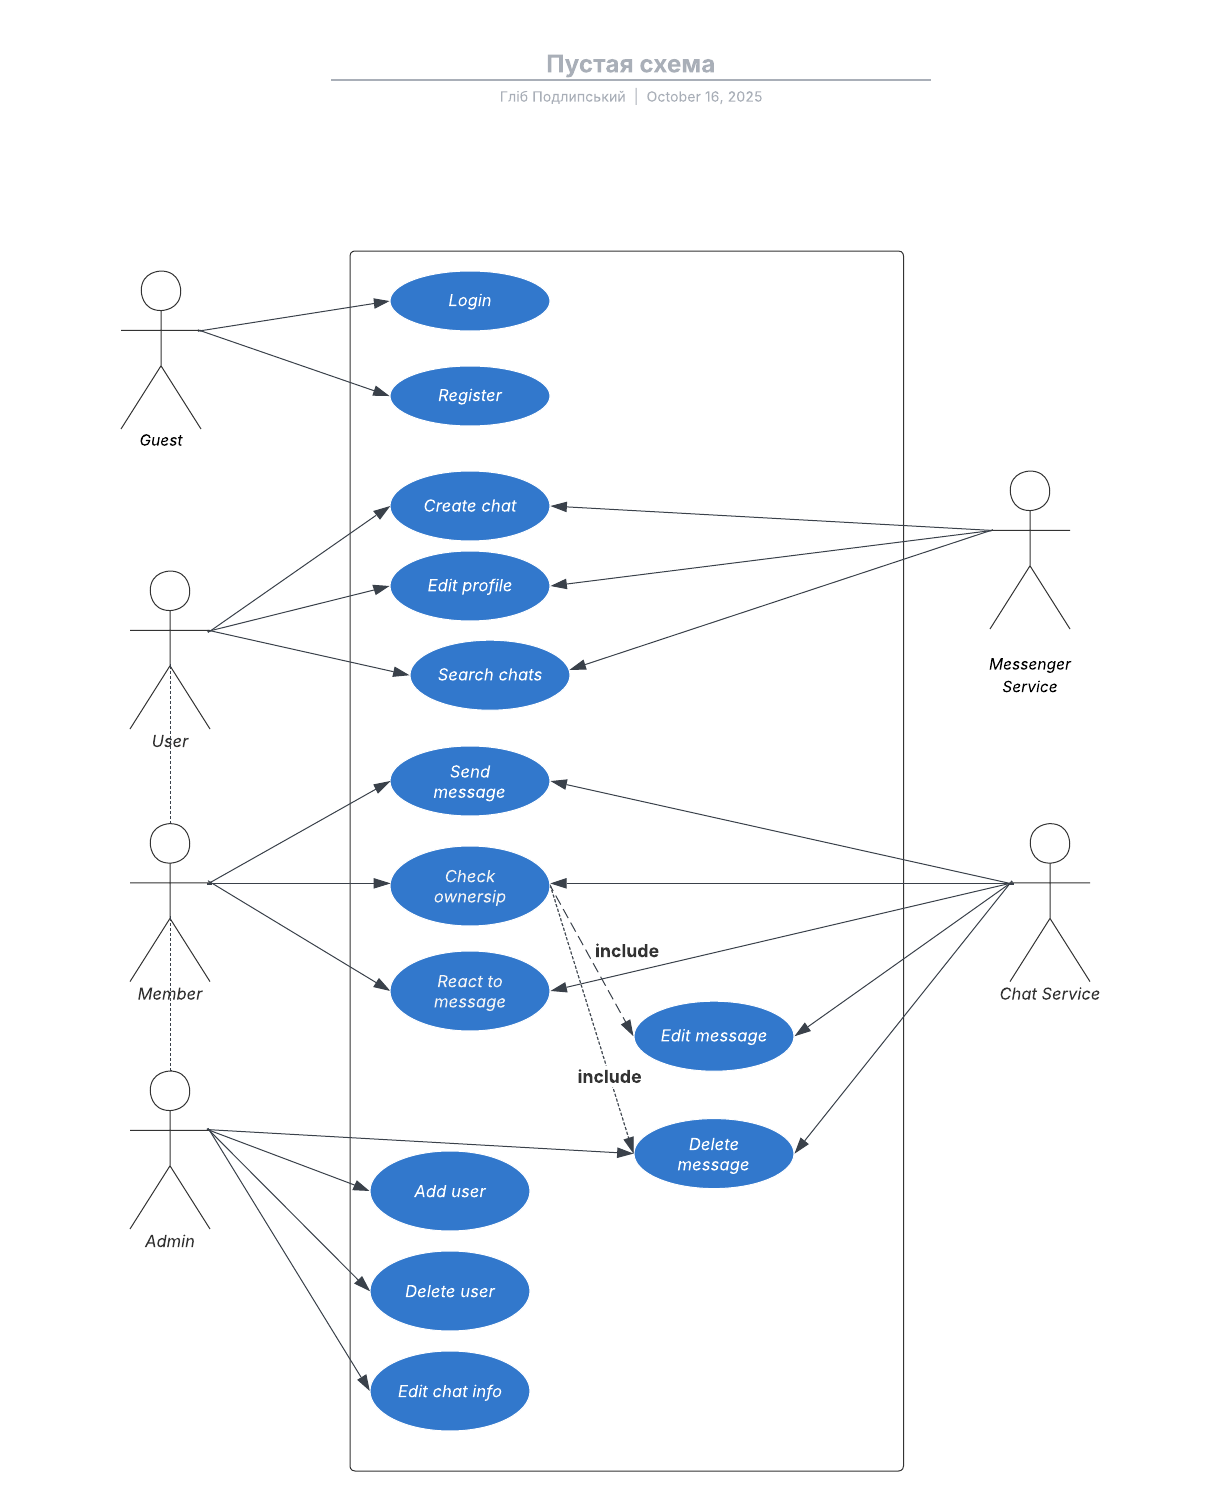 Пустая схема
Гліб Подлипський | October 16, 2025
Login
Register
Guest
Create chat
Edit profile
Search chats
Messenger
Service
User
Send
message
Check
ownersip
include
React to
message
Member
Chat Service
Edit message
include
Delete
message
Add user
Admin
Delete user
Edit chat info